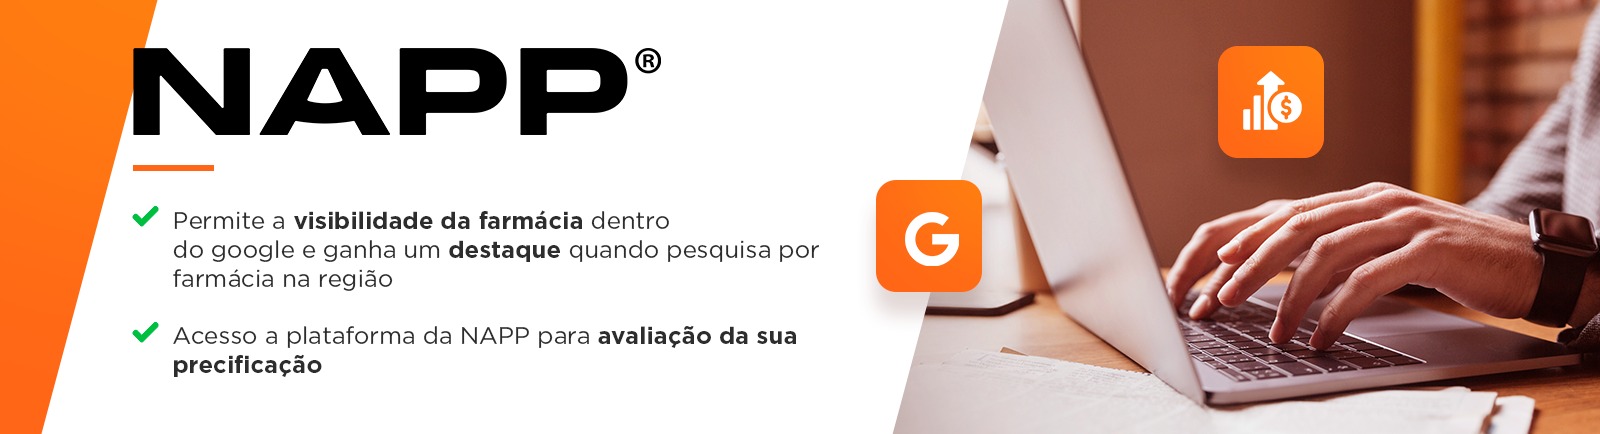 NAPP®
Permite a visibilidade da farmácia dentro
do google e ganha um destaque quando pesquisa por
farmácia na região
Acesso a plataforma da NAPP para avaliação da sua
precificação
G
$